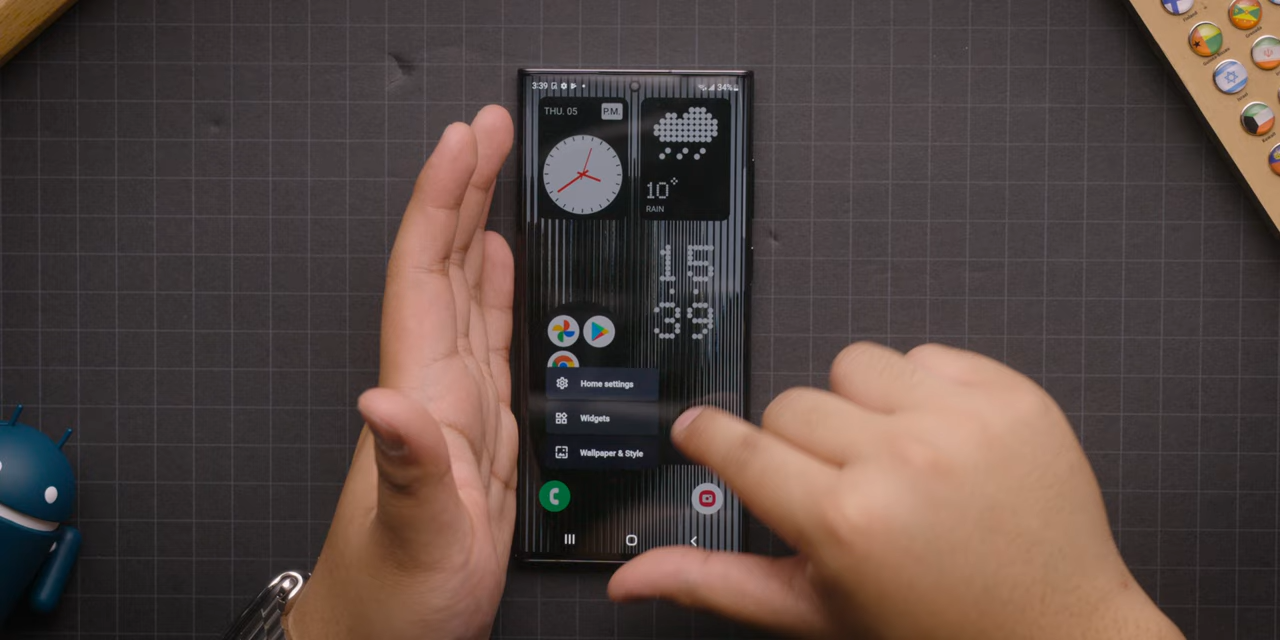 3:39
34%
THU. 05 P.M.
10°
RAIN
15
39
Home settings
Widgets
Wallpaper & Style